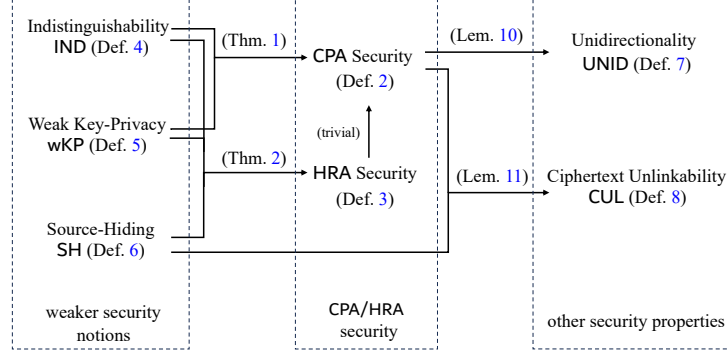 Indistinguishability
IND (Def. 4)
Weak Key-Privacy
wKP (Def. 5)
Source-Hiding
SH (Def. 6)
weaker security
notions
(Thm. 1)
(Thm. 2)
CPA Security
(Def. 2)
(trivial)
HRA Security
(Def. 3)
CPA/HRA
security
(Lem. 10)
(Lem. 11)
Unidirectionality
UNID (Def. 7)
Ciphertext Unlinkability
CUL (Def. 8)
other security properties